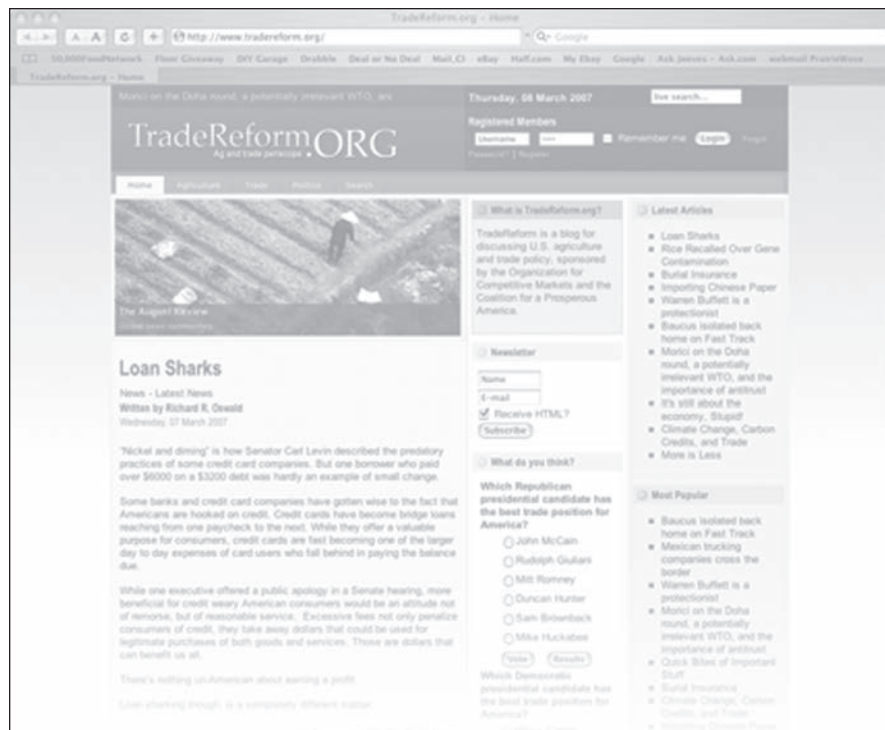 TradeReform.org – Home
A A
http://www.tradereform.org/
Google
50,000FoodNetwork Floor Giveaway DIY Garage Drabble Deal or No Deal Mail,CJ eBay Half.com My Ebay Google Ask Jeeves – Ask.com webmail PrairieWave
TradeReform.org – Home
Morici on the Doha round, a potentially irrelevant WTO, and
Thursday, 08 March 2007
live search...
Registered Members
Username
Remember me
Login
Forgot
Password? | Register
TradeReform.ORG
Ag and trade periscope
Home Agriculture Trade Politics Search
The August Review
Loan Sharks
News - Latest News
Written by Richard R. Oswald
Wednesday, 07 March 2007
"Nickel and diming" is how Senator Carl Levin described the predatory
practices of some credit card companies. But one borrower who paid
over $6000 on a $3200 debt was hardly an example of small change.
Some banks and credit card companies have gotten wise to the fact that
Americans are hooked on credit. Credit cards have become bridge loans
reaching from one paycheck to the next. While they offer a valuable
purpose for consumers, credit cards are fast becoming one of the larger
day to day expenses of card users who fall behind in paying the balance
due.
While one executive offered a public apology in a Senate hearing, more
beneficial for credit weary American consumers would be an attitude not
of remorse, but of reasonable service. Excessive fees not only penalize
consumers of credit, they take away dollars that could be used for
legitimate purchases of both goods and services. Those are dollars that
can benefit us all.
There's nothing un-American about earning a profit.
Loan sharking though, is a completely different matter.
What is TradeReform.org?
TradeReform is a blog for
discussing U.S. agriculture
and trade policy, sponsored
by the Organization for
Competitive Markets and the
Coalition for a Prosperous
America.
Newsletter
Name
E-mail
Receive HTML?
Subscribe
What do you think?
Which Republican
presidential candidate has
the best trade position for
America?
John McCain
Rudolph Giuliani
Mitt Romney
Duncan Hunter
Sam Brownback
Mike Huckabee
Vote Results
Which Democratic
presidential candidate has
the best trade position for
America?
Latest Articles
Loan Sharks
Rice Recalled Over Gene
Contamination
Burial Insurance
Importing Chinese Paper
Warren Buffett is a
protectionist
Baucus isolated back
home on Fast Track
Morici on the Doha
round, a potentially
irrelevant WTO, and the
importance of antitrust
It's still about the
economy, Stupid!
Climate Change, Carbon
Credits, and Trade
More is Less
Most Popular
Baucus isolated back
home on Fast Track
Mexican trucking
companies cross the
border
Warren Buffett is a
protectionist
Morici on the Doha
round, a potentially
irrelevant WTO, and the
importance of antitrust
Quick Bites of Important
Stuff
Burial Insurance
Climate Change, Carbon
Credits, and Trade
Importing Chinese Paper